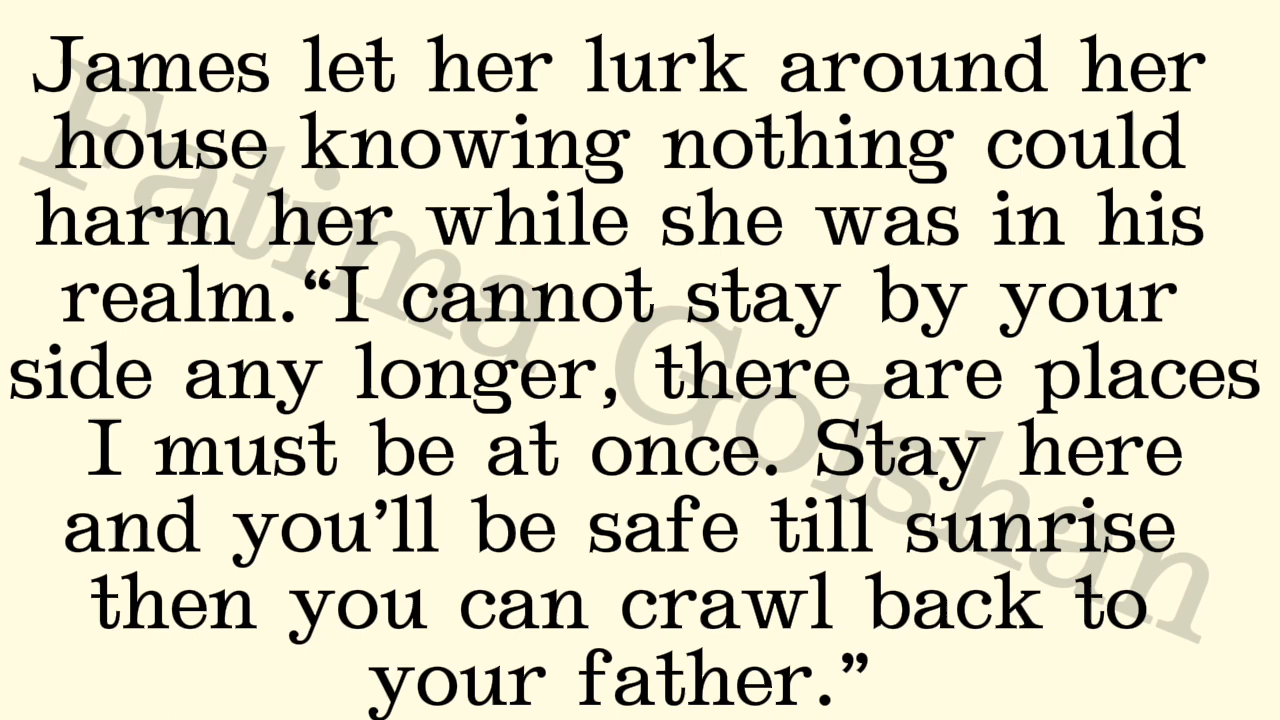 James let her lurk around her
house knowing nothing could
harm her while she was in his
realm.“I cannot stay by your
side any longer, there are places
I must be at once. Stay here
and you’ll be safe till sunrise
then you can crawl back to
your father.”
Fatima Golshan